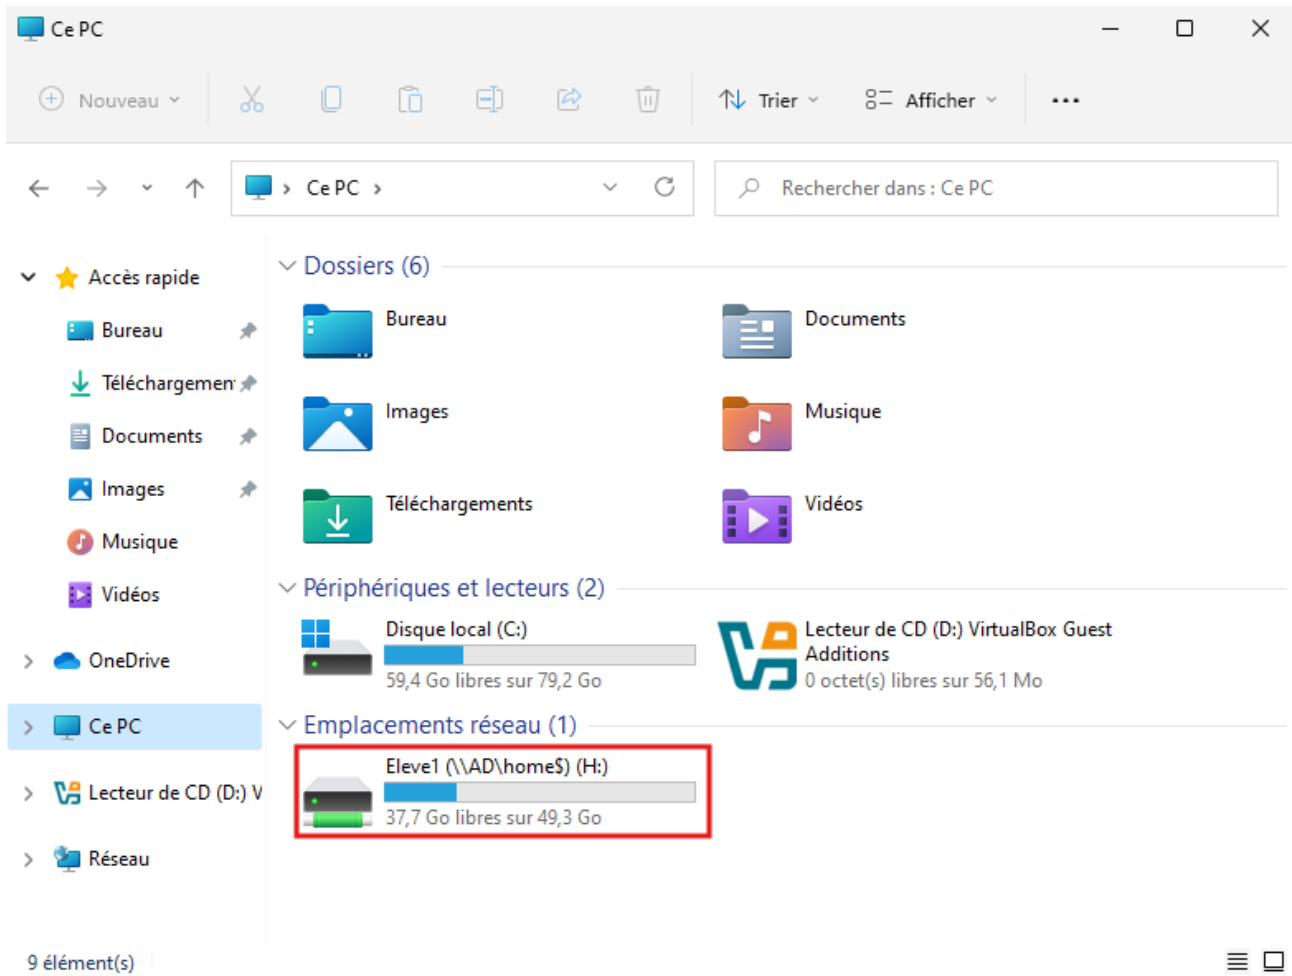 Ce PC
Nouveau
Trier
Afficher
Ce PC
Rechercher dans : Ce PC
Accès rapide
Bureau
Téléchargemen
Documents
Images
Musique
Vidéos
OneDrive
Ce PC
Lecteur de CD (D:) V
Réseau
Dossiers (6)
Bureau
Documents
Images
Musique
Téléchargements
Vidéos
Périphériques et lecteurs (2)
Disque local (C:)
59,4 Go libres sur 79,2 Go
Lecteur de CD (D:) VirtualBox Guest
Additions
0 octet(s) libres sur 56,1 Mo
Emplacements réseau (1)
Eleve1 (\\AD\home$) (H:)
37,7 Go libres sur 49,3 Go
9 élément(s)